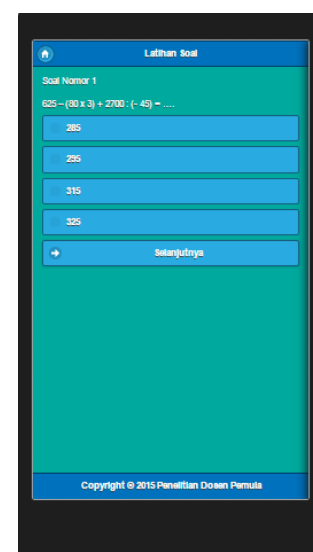 Latihan Soal
Soal Nomor 1
625 – (80 x 3) + 2700 : (- 45) = ....
285
295
315
325
Selanjutnya
Copyright © 2015 Penelitian Dosen Pemula